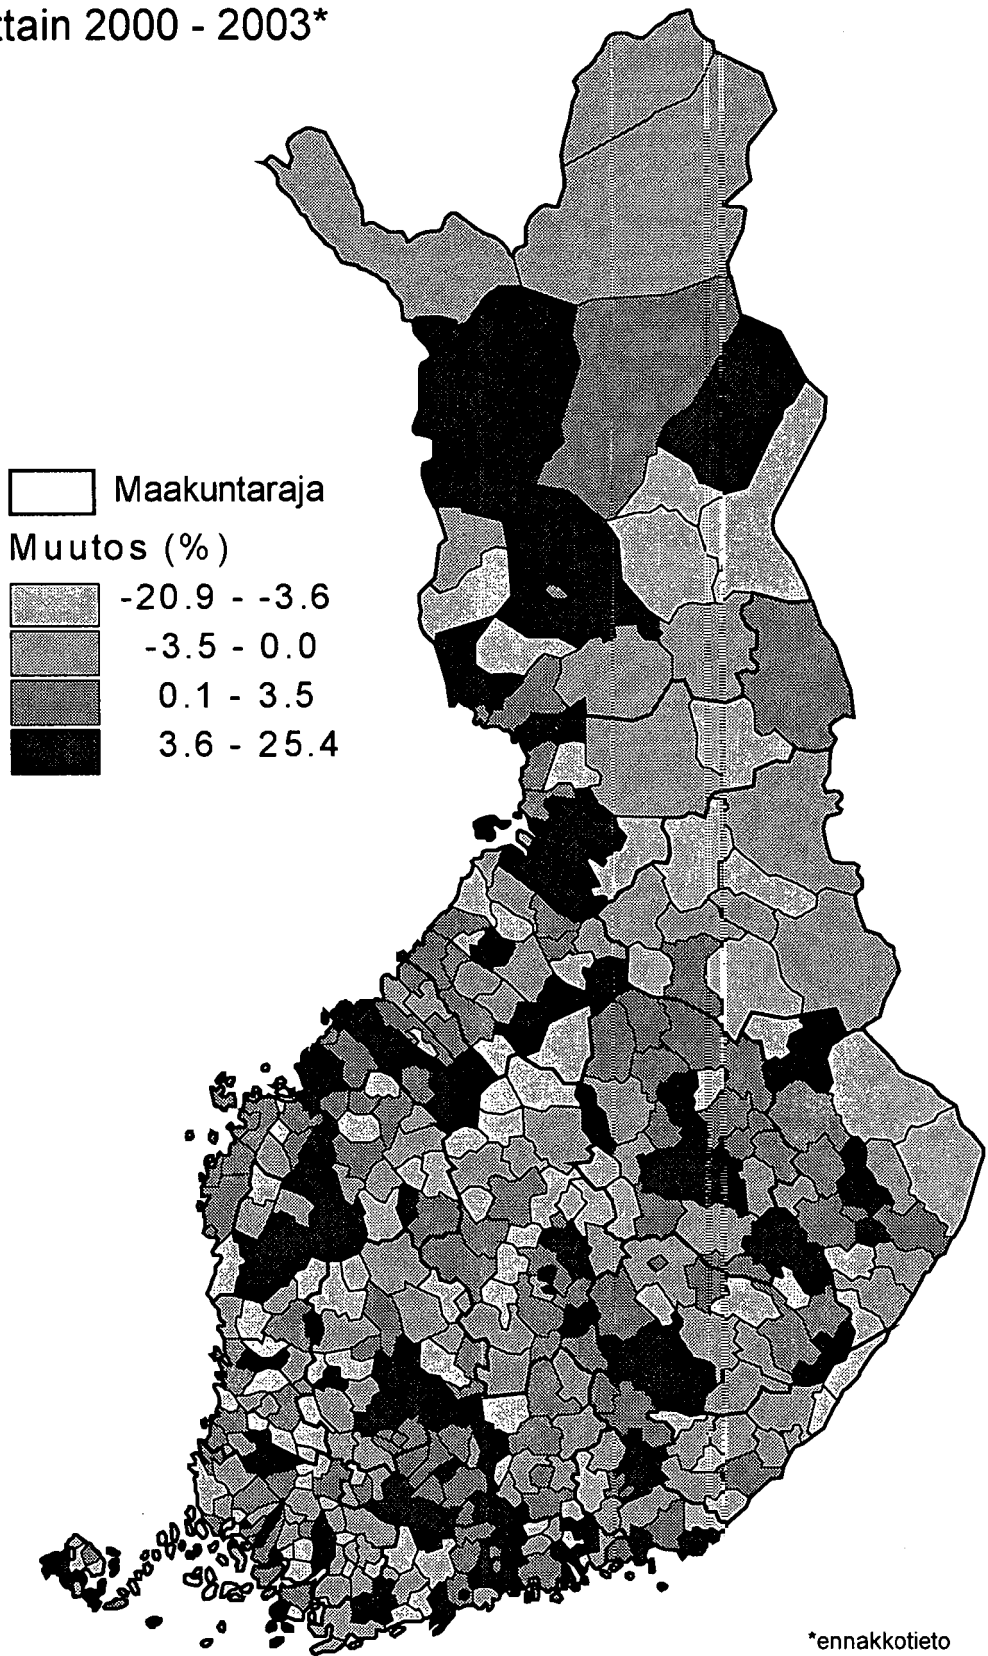 ttain 2000 - 2003*
Maakuntaraja
Muutos (%)
-20.9 - -3.6
-3.5 - 0.0
0.1 - 3.5
3.6 - 25.4
*ennakkotieto